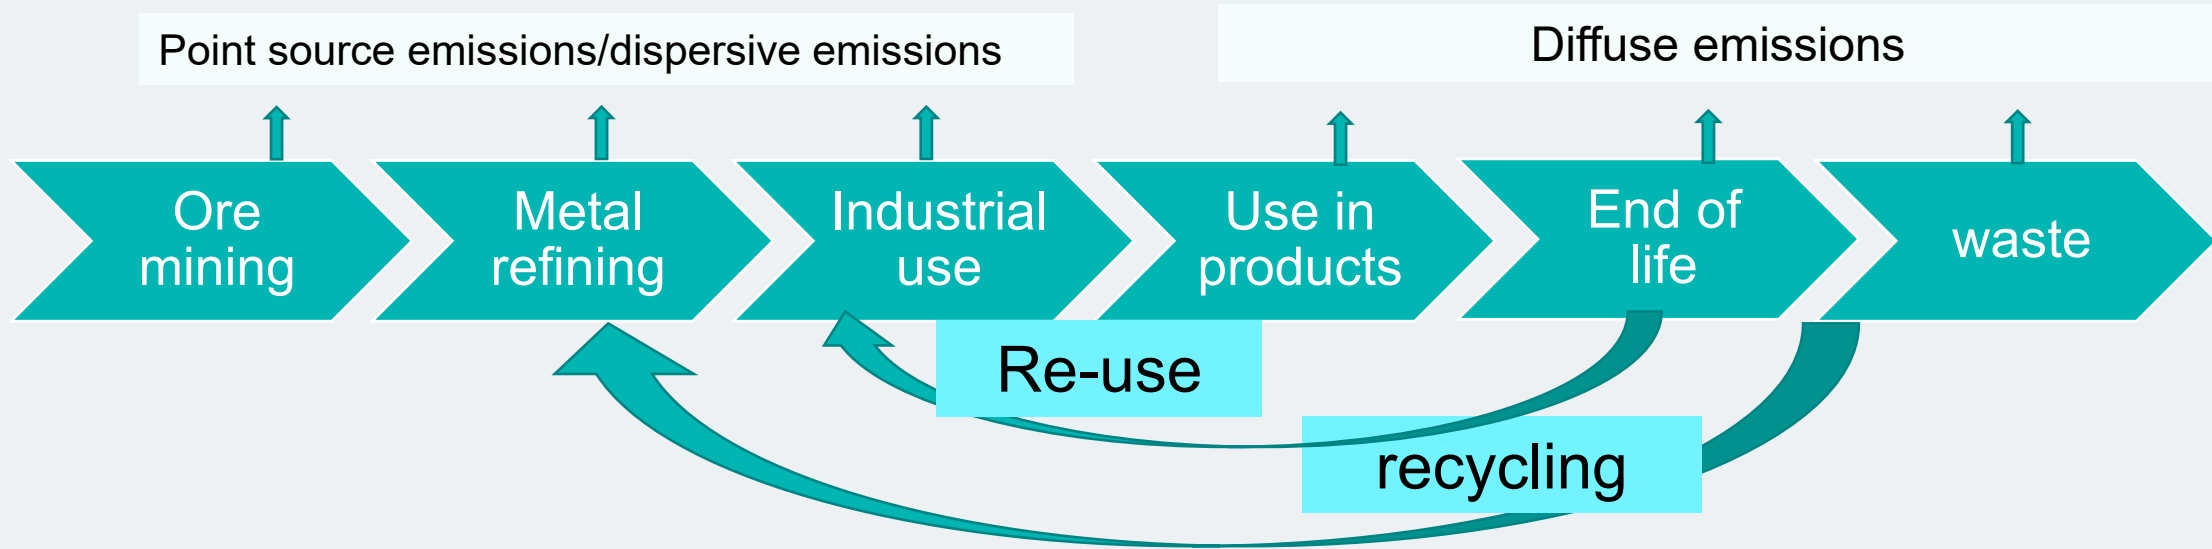 Point source emissions/dispersive emissions
Diffuse emissions
Ore
mining
Metal
refining
Industrial
use
Use in
products
End of
life
waste
Re-use
recycling